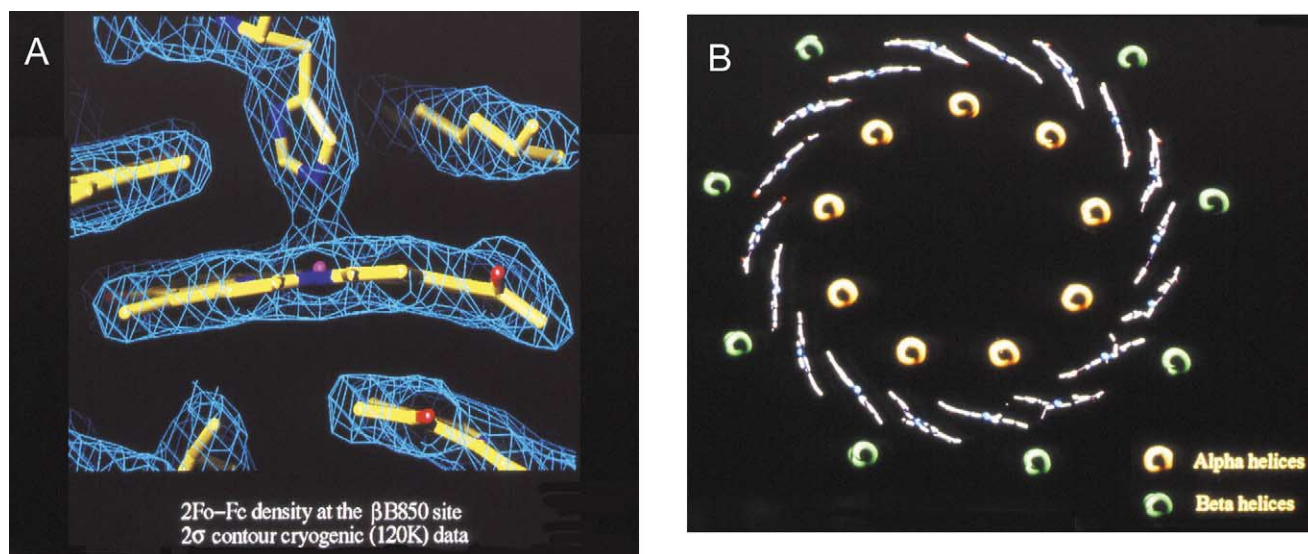 A
2Fo-Fc density at the βB850 site
2σ contour cryogenic (120K) data
B
Alpha helices
Beta helices